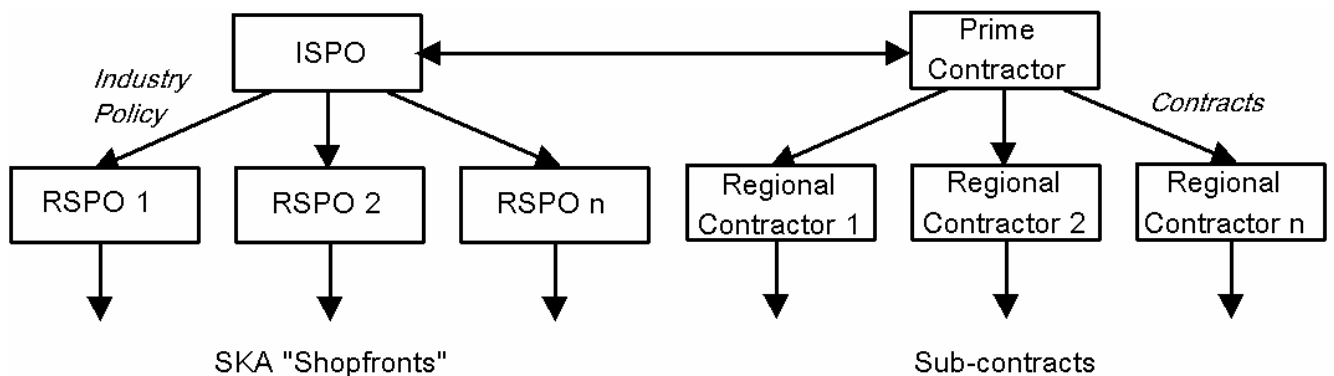 ISPO
Prime
Contractor
Industry
Policy
Contracts
RSPO 1
RSPO 2
RSPO n
Regional
Contractor 1
Regional
Contractor 2
Regional
Contractor n
SKA "Shopfronts"
Sub-contracts